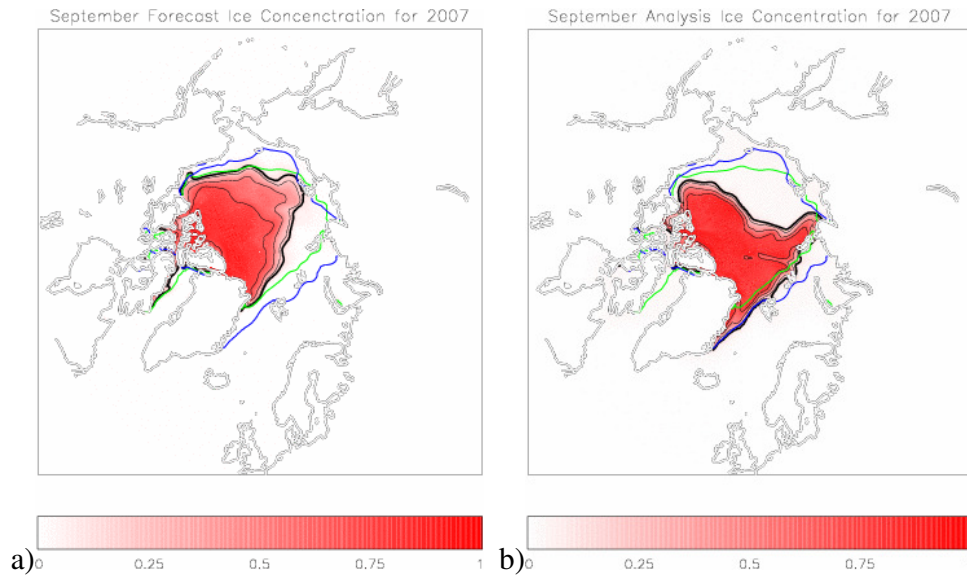 September Forecast Ice Concenctration for 2007
September Analysis Ice Concentration for 2007
a) 0 0.25 0.5 0.75 1
b) 0 0.25 0.5 0.75